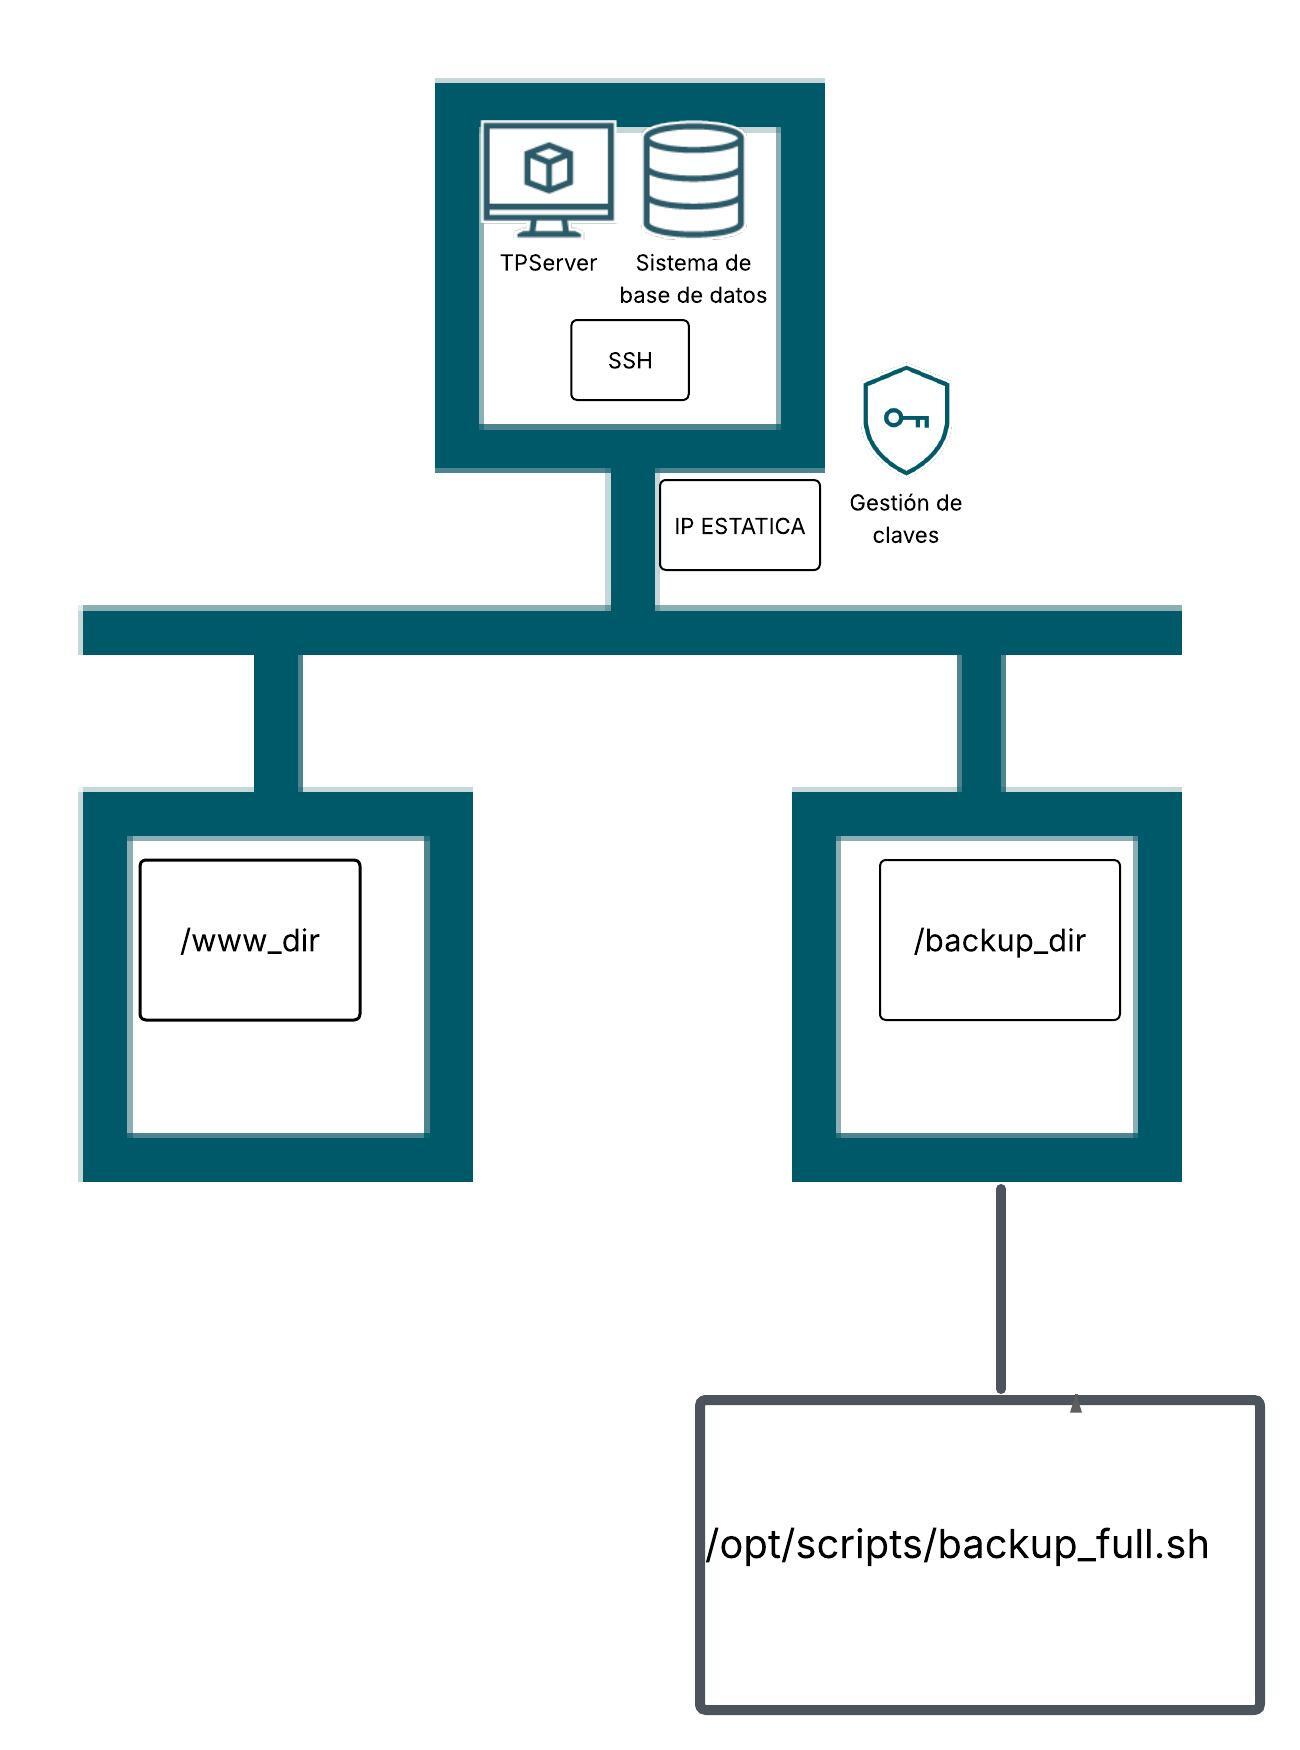 TPServer
Sistema de
base de datos
SSH
IP ESTATICA
Gestión de
claves
/www_dir
/backup_dir
/opt/scripts/backup_full.sh